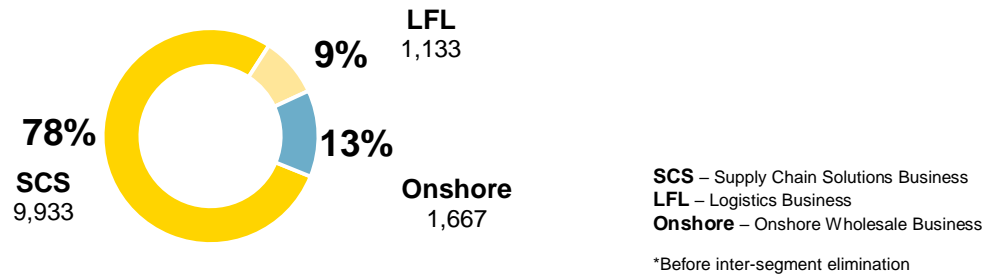 LFL
1,133
9%
78%
13%
SCS
9,933
Onshore
1,667
SCS – Supply Chain Solutions Business
LFL – Logistics Business
Onshore – Onshore Wholesale Business
*Before inter-segment elimination